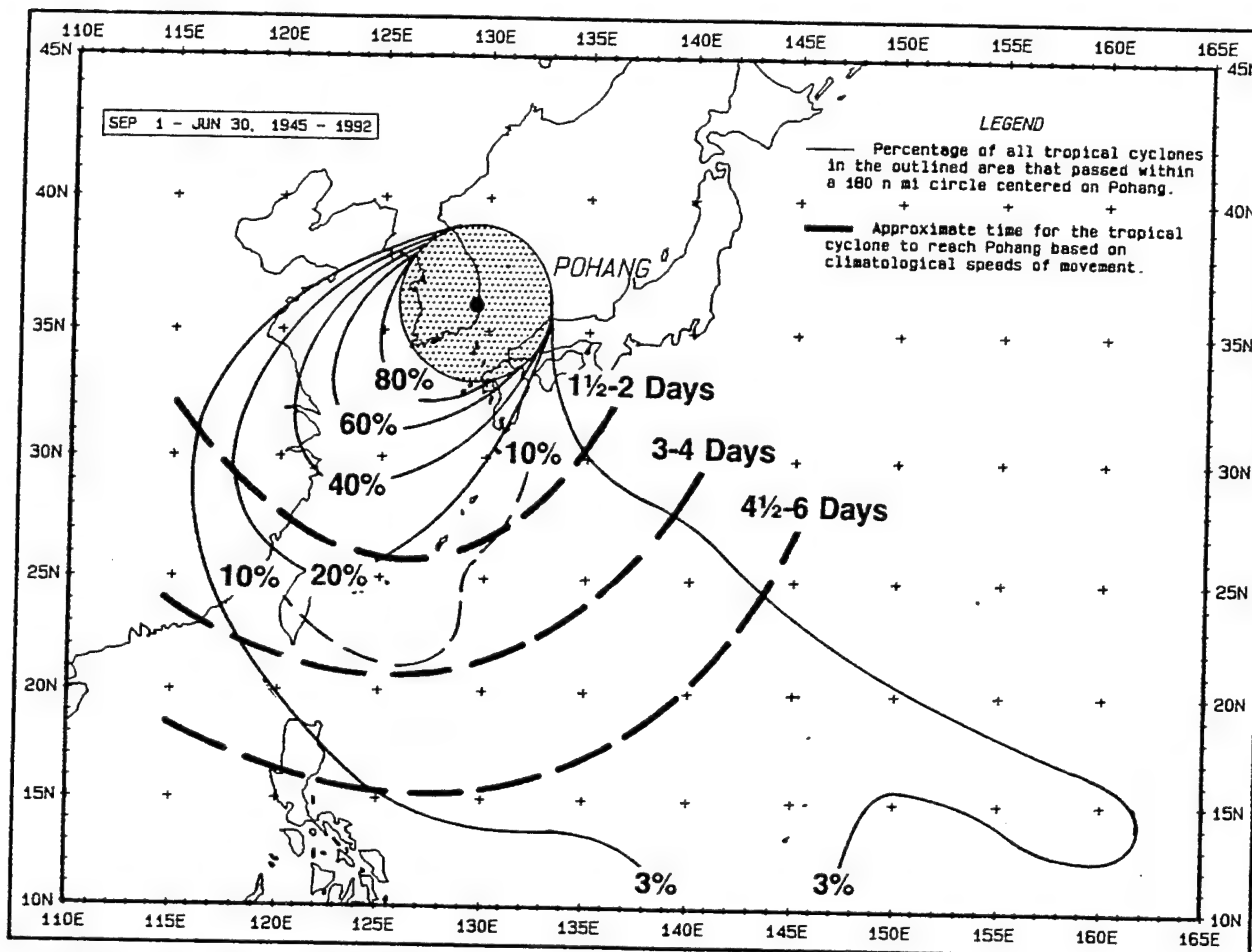 110E 115E 120E 125E 130E 135E 140E 145E 150E 155E 160E 165E
45N 45N
SEP 1 - JUN 30, 1945 - 1992
LEGEND
Percentage of all tropical cyclones
in the outlined area that passed within
a 180 n mi circle centered on Pohang.
40N 40N
Approximate time for the tropical
cyclone to reach Pohang based on
climatological speeds of movement.
POHANG
35N 35N
80% 1½-2 Days
60%
10% 3-4 Days
30N 30N
40%
4½-6 Days
25N 10% 20% 25N
20N 20N
15N 15N
3% 3%
10N 10N
110E 115E 120E 125E 130E 135E 140E 145E 150E 155E 160E 165E